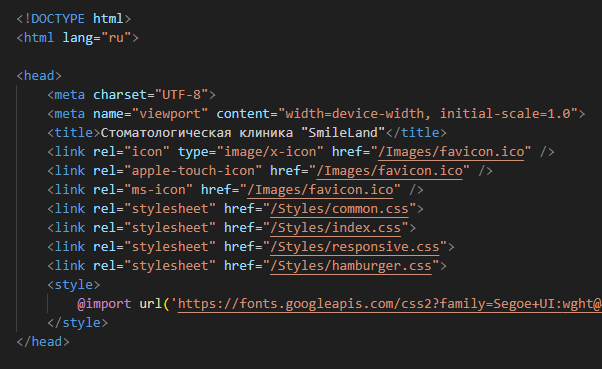 <!DOCTYPE html>
<html lang="ru">
<head>
<meta charset="UTF-8">
<meta name="viewport" content="width=device-width, initial-scale=1.0">
<title>Стоматологическая клиника "SmileLand"</title>
<link rel="icon" type="image/x-icon" href="/Images/favicon.ico" />
<link rel="apple-touch-icon" href="/Images/favicon.ico" />
<link rel="ms-icon" href="/Images/favicon.ico" />
<link rel="stylesheet" href="/Styles/common.css">
<link rel="stylesheet" href="/Styles/index.css">
<link rel="stylesheet" href="/Styles/responsive.css">
<link rel="stylesheet" href="/Styles/hamburger.css">
<style>
@import url('https://fonts.googleapis.com/css2?family=Segoe+UI:wght@
</style>
</head>